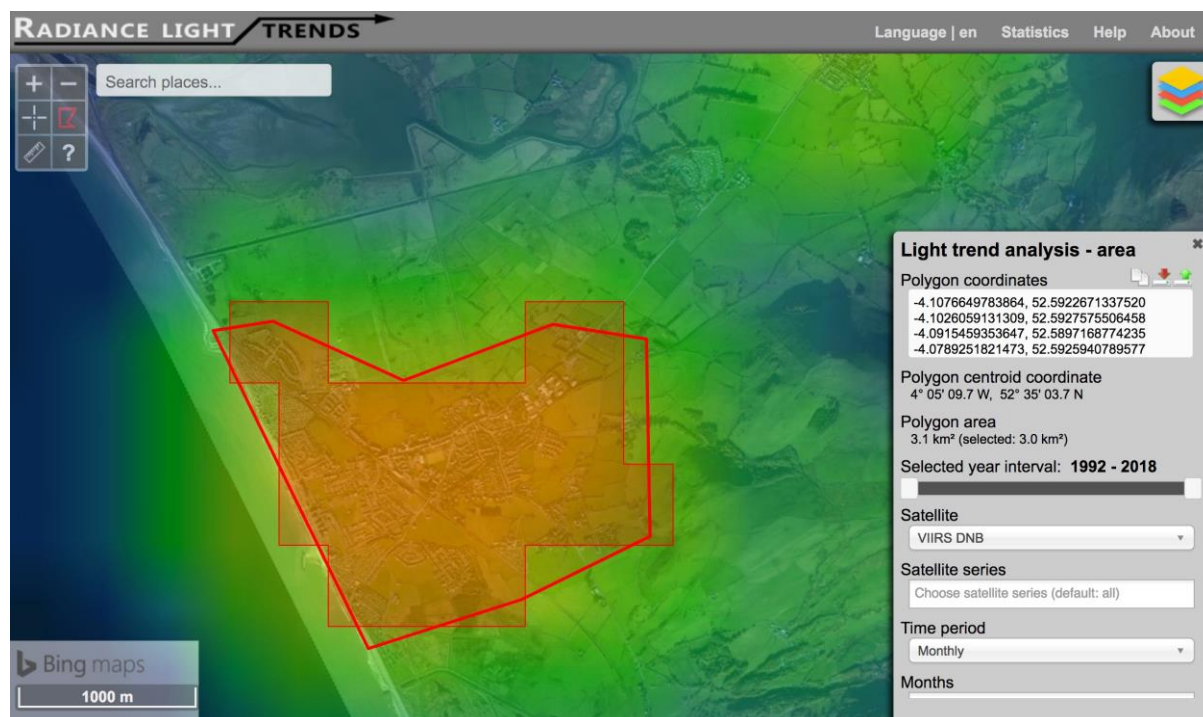 RADIANCE LIGHT TRENDS
Language | en Statistics Help About
+ −
Search places...
?
Light trend analysis - area
Polygon coordinates
-4.1076649783864, 52.5922671337520
-4.1026059131309, 52.5927575506458
-4.0915459353647, 52.5897168774235
-4.0789251821473, 52.5925940789577
Polygon centroid coordinate
4° 05' 09.7 W, 52° 35' 03.7 N
Polygon area
3.1 km² (selected: 3.0 km²)
Selected year interval: 1992 - 2018
Satellite
VIIRS DNB
Satellite series
Choose satellite series (default: all)
Time period
Monthly
Months
Bing maps
1000 m